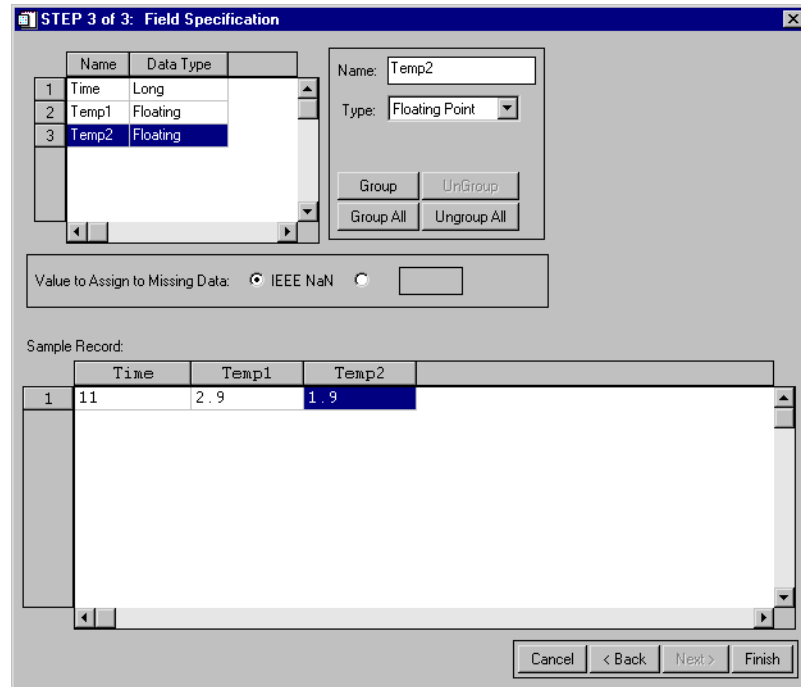 STEP 3 of 3: Field Specification
Name Data Type
1 Time Long
2 Temp1 Floating
3 Temp2 Floating
Name: Temp2
Type: Floating Point
Group UnGroup
Group All Ungroup All
Value to Assign to Missing Data: IEEE NaN
Sample Record:
Time Temp1 Temp2
1 11 2.9 1.9
Cancel < Back Next > Finish